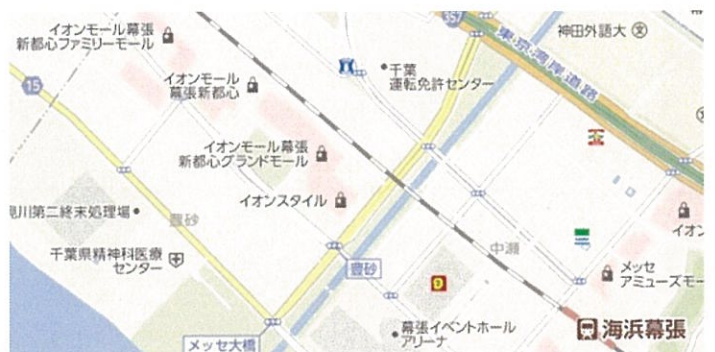 イオンモール幕張
新都心ファミリーモール
357
東京湾岸道路
神田外語大
15
イオンモール
幕張新都心
千葉
運転免許センター
イオンモール幕張
新都心グランドモール
イオンスタイル
見川第二終末処理場
豊砂
千葉県精神科医療
センター
豊砂
中瀬
イオン
メッセ
アミューズモー
海浜幕張
幕張イベントホール
アリーナ
メッセ大橋